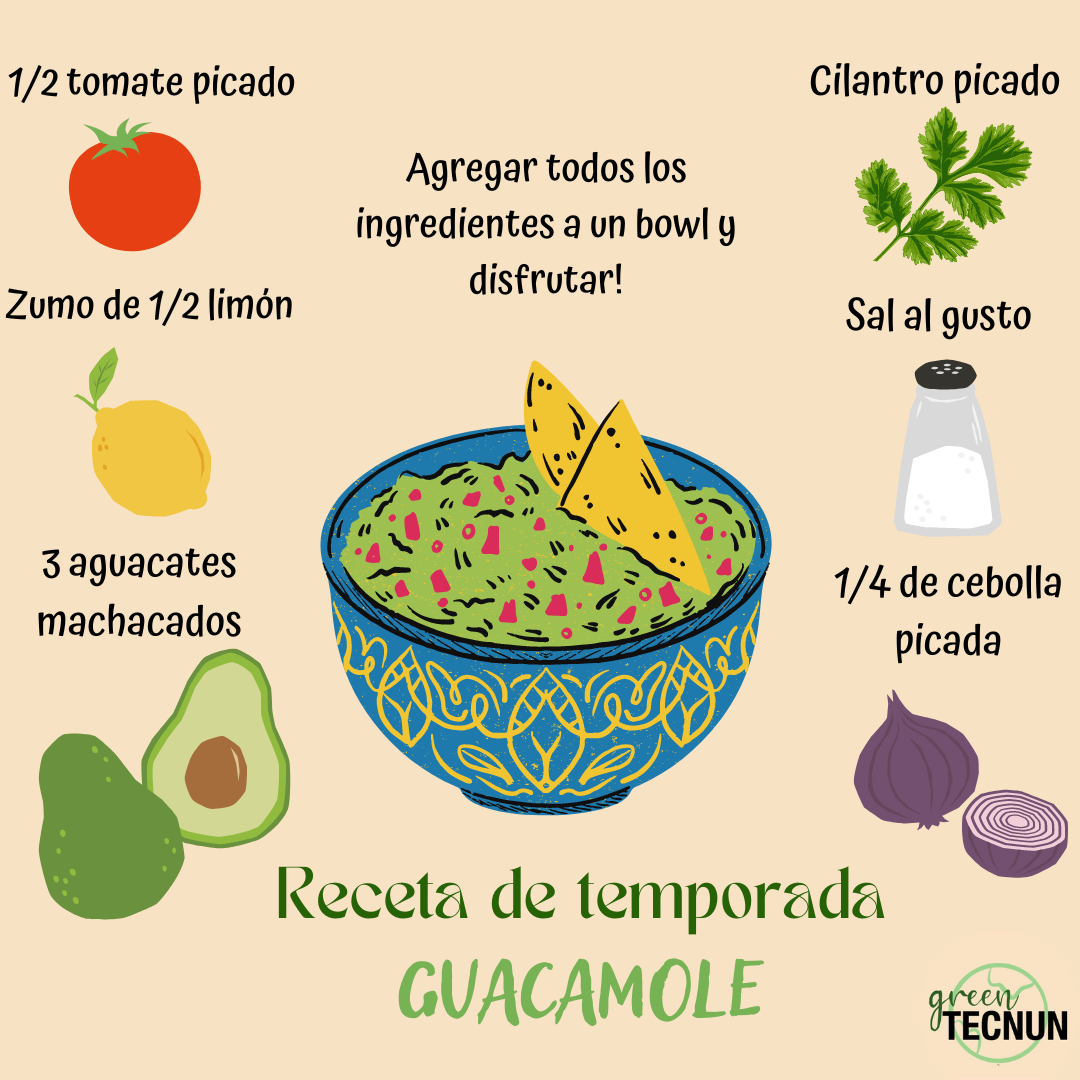 1/2 tomate picado
Zumo de 1/2 limón
3 aguacates
machacados
Agregar todos los
ingredientes a un bowl y
disfrutar!
Cilantro picado
Sal al gusto
1/4 de cebolla
picada
Receta de temporada
GUACAMOLE
green
TECNUN